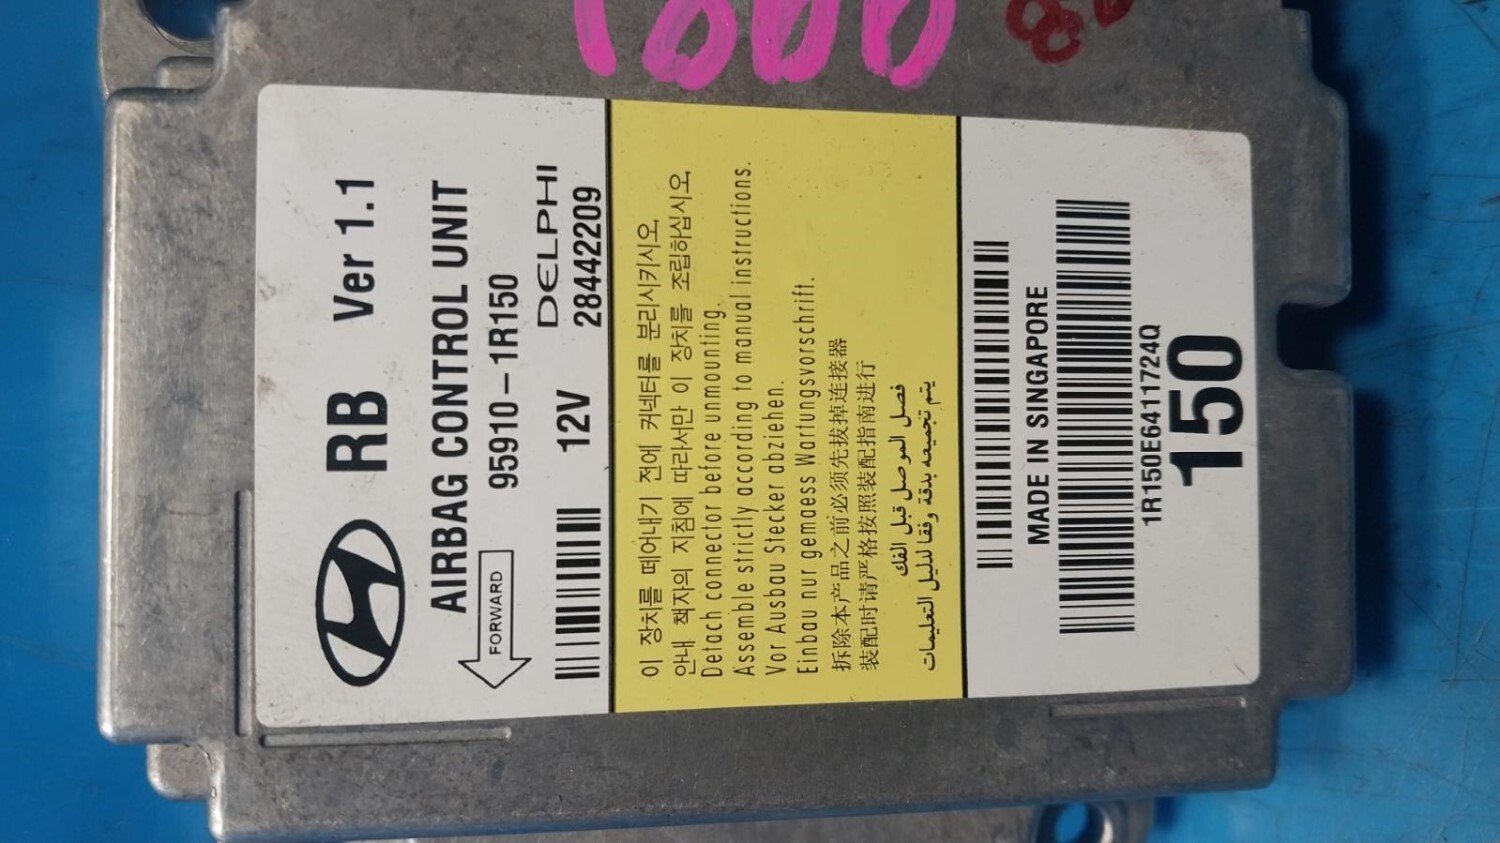 RB Ver 1.1
AIRBAG CONTROL UNIT
95910-1R150
FORWARD
DELPHI
12V 28442209
이 장치를 떼어내기 전에 커넥터를 분리시키시오.
안내 책자의 지침에 따라서만 이 장치를 조립하십시오
Detach connector before unmounting.
Assemble strictly according to manual instructions.
Vor Ausbau Stecker abziehen.
Einbau nur gemaess Wartungsvorschrift.
拆除本产品之前必须先拔掉连接器
装配时请严格按照装配指南进行
فصل الموصل قبل الفك
يتم تجميعه بدقة وفقا لدليل التعليمات
MADE IN SINGAPORE
1R150E6411724Q
150